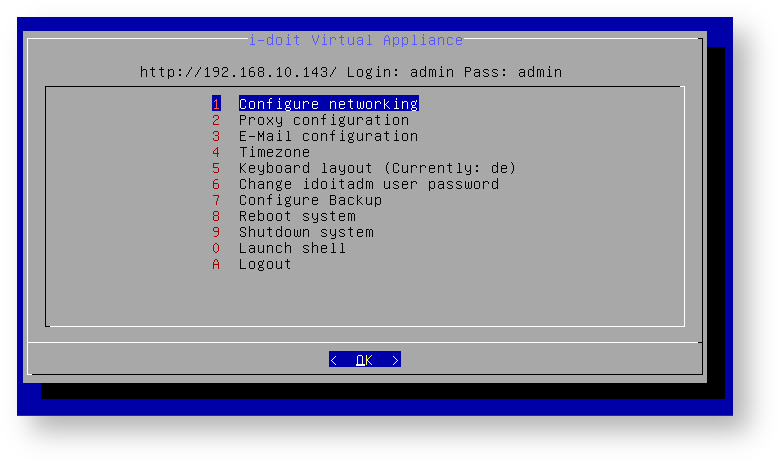 i-doit Virtual Appliance
http://192.168.10.143/ Login: admin Pass: admin
1 Configure networking
2 Proxy configuration
3 E-Mail configuration
4 Timezone
5 Keyboard layout (Currently: de)
6 Change idoitadm user password
7 Configure Backup
8 Reboot system
9 Shutdown system
0 Launch shell
A Logout
< OK >